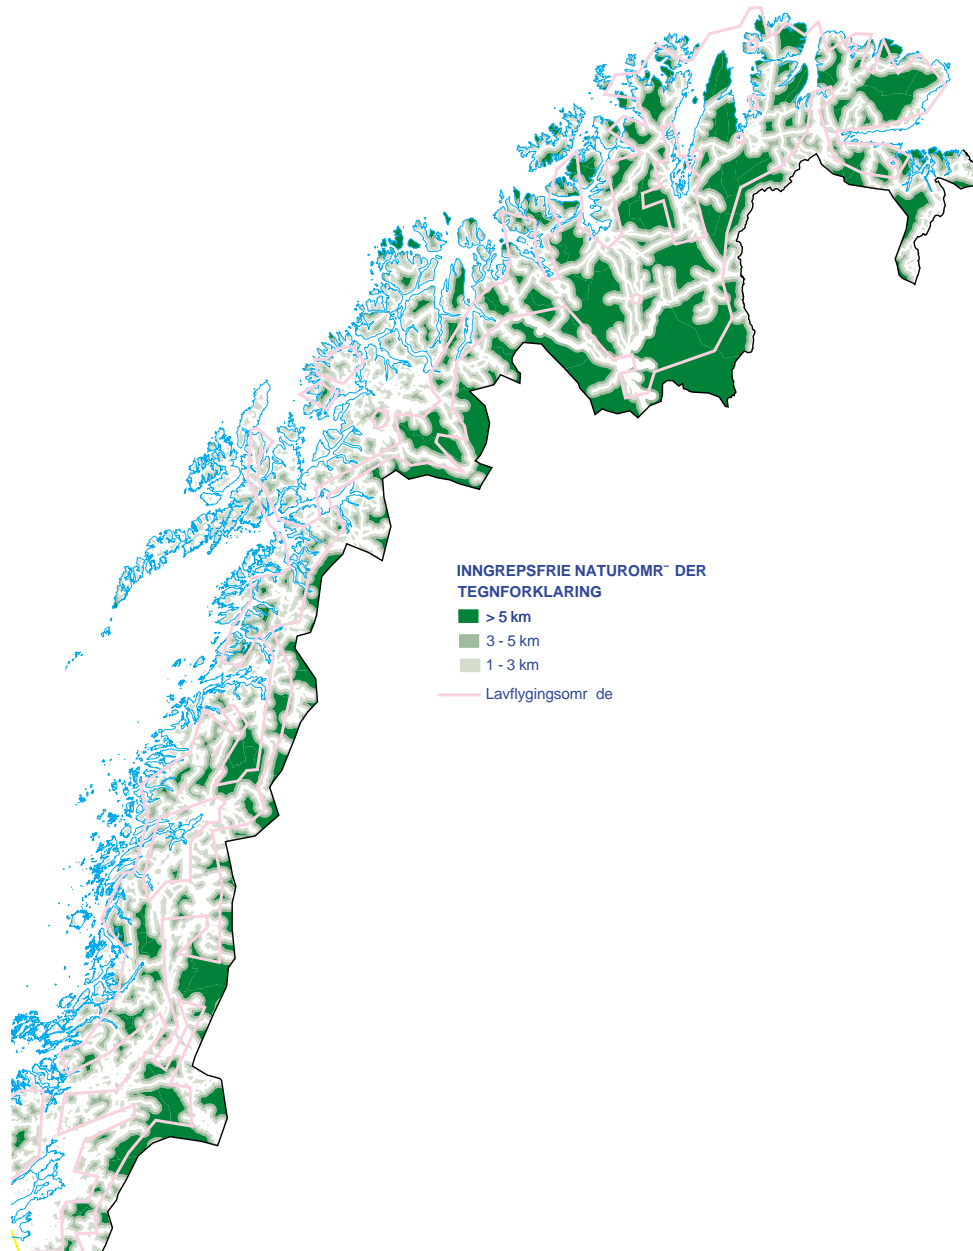 INNGREPSFRIE NATUROMR¯ DER
TEGNFORKLARING
> 5 km
3 - 5 km
1 - 3 km
Lavflygingsomr de